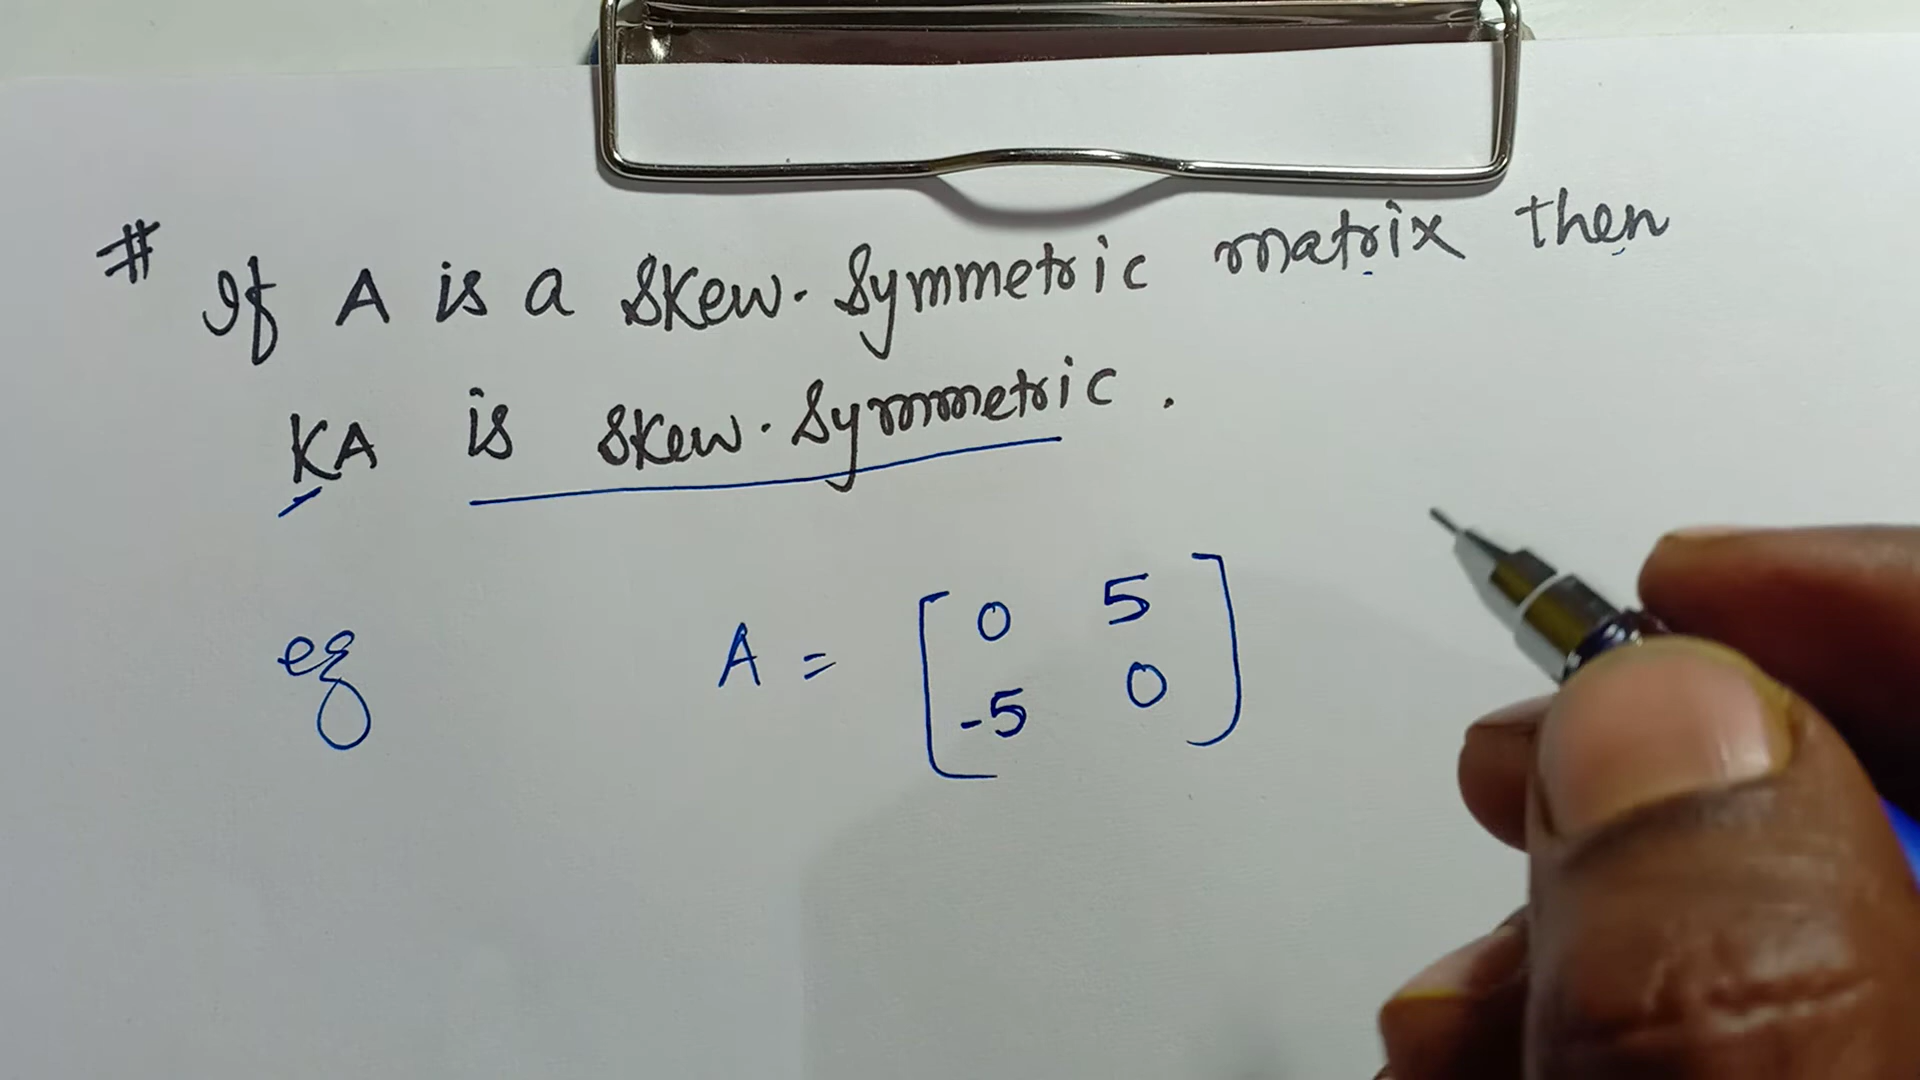 # If A is a skew-symmetric matrix then
KA is skew-symmetric.
eg A = [ 0 5
-5 0 ]